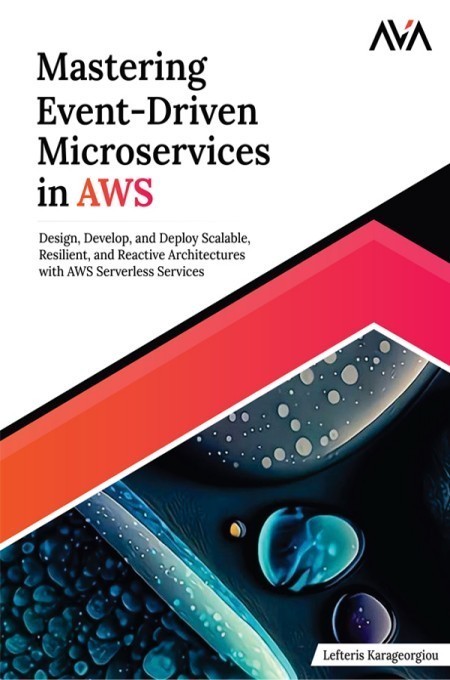 AVA
Mastering
Event-Driven
Microservices
in AWS
Design, Develop, and Deploy Scalable,
Resilient, and Reactive Architectures
with AWS Serverless Services
Lefteris Karageorgiou